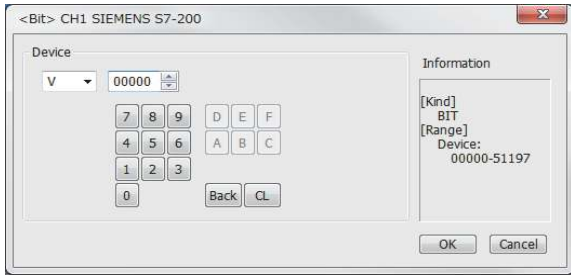 <Bit> CH1 SIEMENS S7-200
Device
V 00000
7 8 9 D E F
4 5 6 A B C
1 2 3
0 Back CL
Information
[Kind]
BIT
[Range]
Device:
00000-51197
OK Cancel